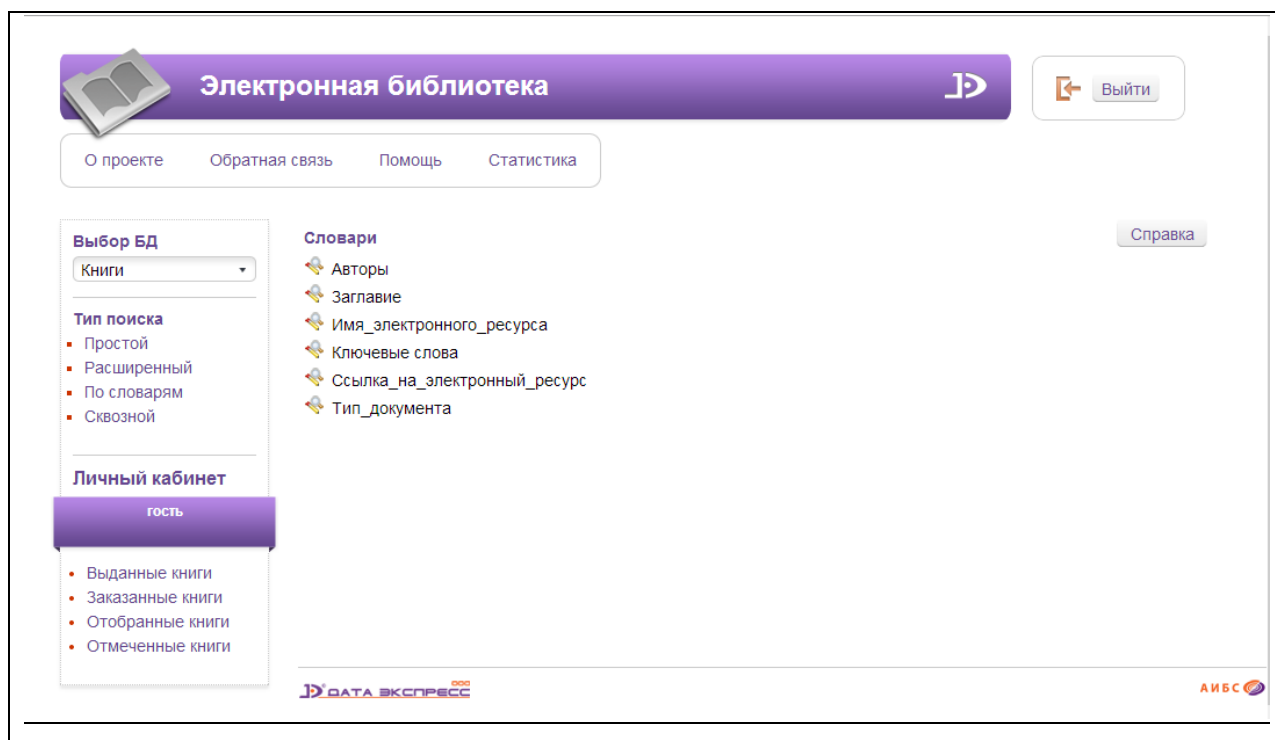 Электронная библиотека
Выйти
О проекте Обратная связь Помощь Статистика
Выбор БД
Книги
Тип поиска
Простой
Расширенный
По словарям
Сквозной
Личный кабинет
гость
Выданные книги
Заказанные книги
Отобранные книги
Отмеченные книги
Словари
Авторы
Заглавие
Имя_электронного_ресурса
Ключевые слова
Ссылка_на_электронный_ресурс
Тип_документа
Справка
ДАТА ЭКСПРЕСС
АИБС